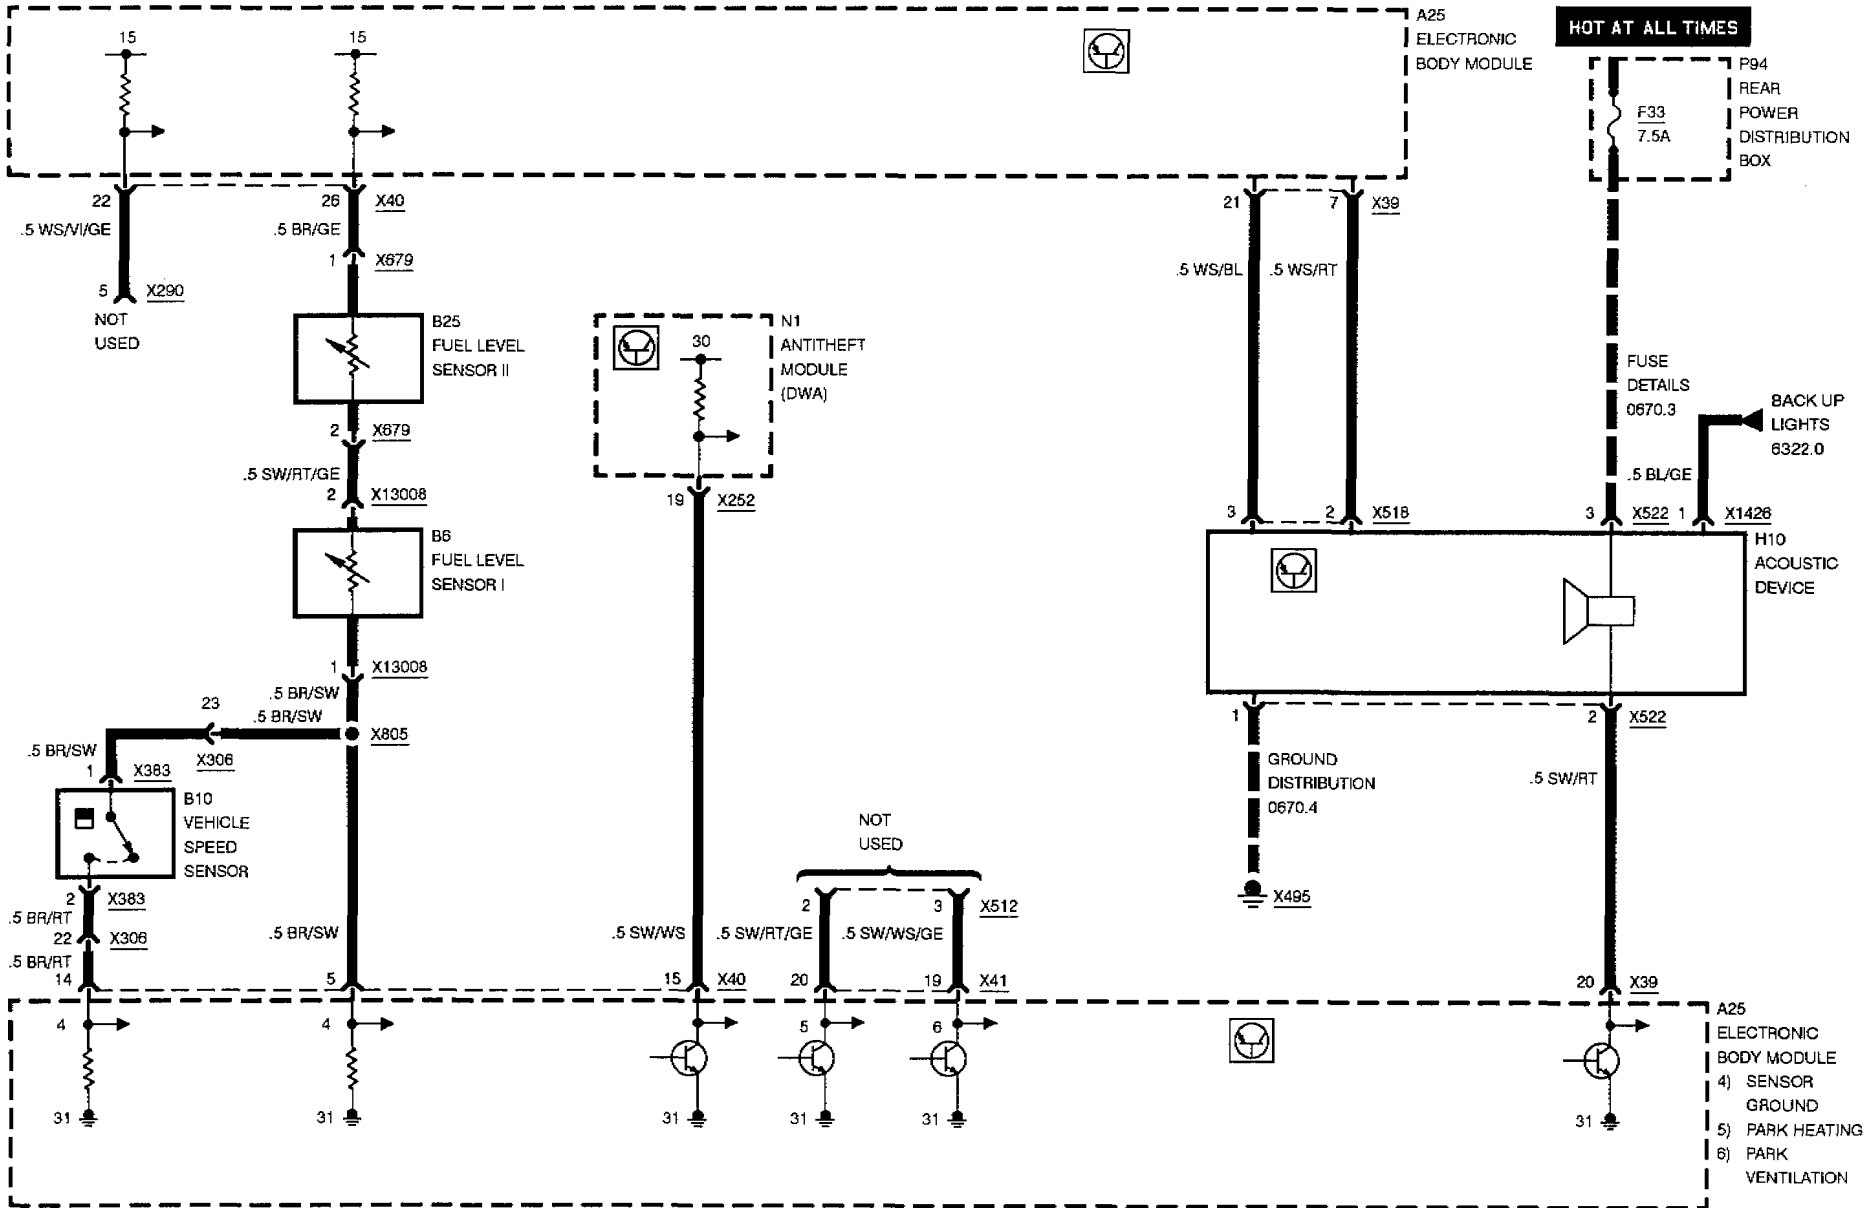 15
15
A25
ELECTRONIC
BODY MODULE
HOT AT ALL TIMES
P94
REAR
POWER
DISTRIBUTION
BOX
F33
7.5A
22
26 X40
21
7 X39
.5 WS/VI/GE
.5 BR/GE
1 X679
5 X290
NOT
USED
.5 WS/BL
.5 WS/RT
B25
FUEL LEVEL
SENSOR II
N1
ANTITHEFT
MODULE
(DWA)
30
FUSE
DETAILS
0670.3
BACK UP
LIGHTS
6322.0
2 X679
.5 SW/RT/GE
2 X13008
19 X252
.5 BL/GE
3
2 X518
3 X522
1 X1426
B6
FUEL LEVEL
SENSOR I
H10
ACOUSTIC
DEVICE
1 X13008
.5 BR/SW
23
.5 BR/SW
X805
X306
.5 BR/SW
1 X383
1
2 X522
B10
VEHICLE
SPEED
SENSOR
GROUND
DISTRIBUTION
0670.4
.5 SW/RT
NOT
USED
2 X383
.5 BR/RT
22 X306
.5 BR/RT
14
X495
2
3 X512
.5 BR/SW
5
.5 SW/WS
15 X40
.5 SW/RT/GE
20
.5 SW/WS/GE
19 X41
20 X39
4
4
5
6
31
31
31
31
31
31
A25
ELECTRONIC
BODY MODULE
4) SENSOR
GROUND
5) PARK HEATING
6) PARK
VENTILATION